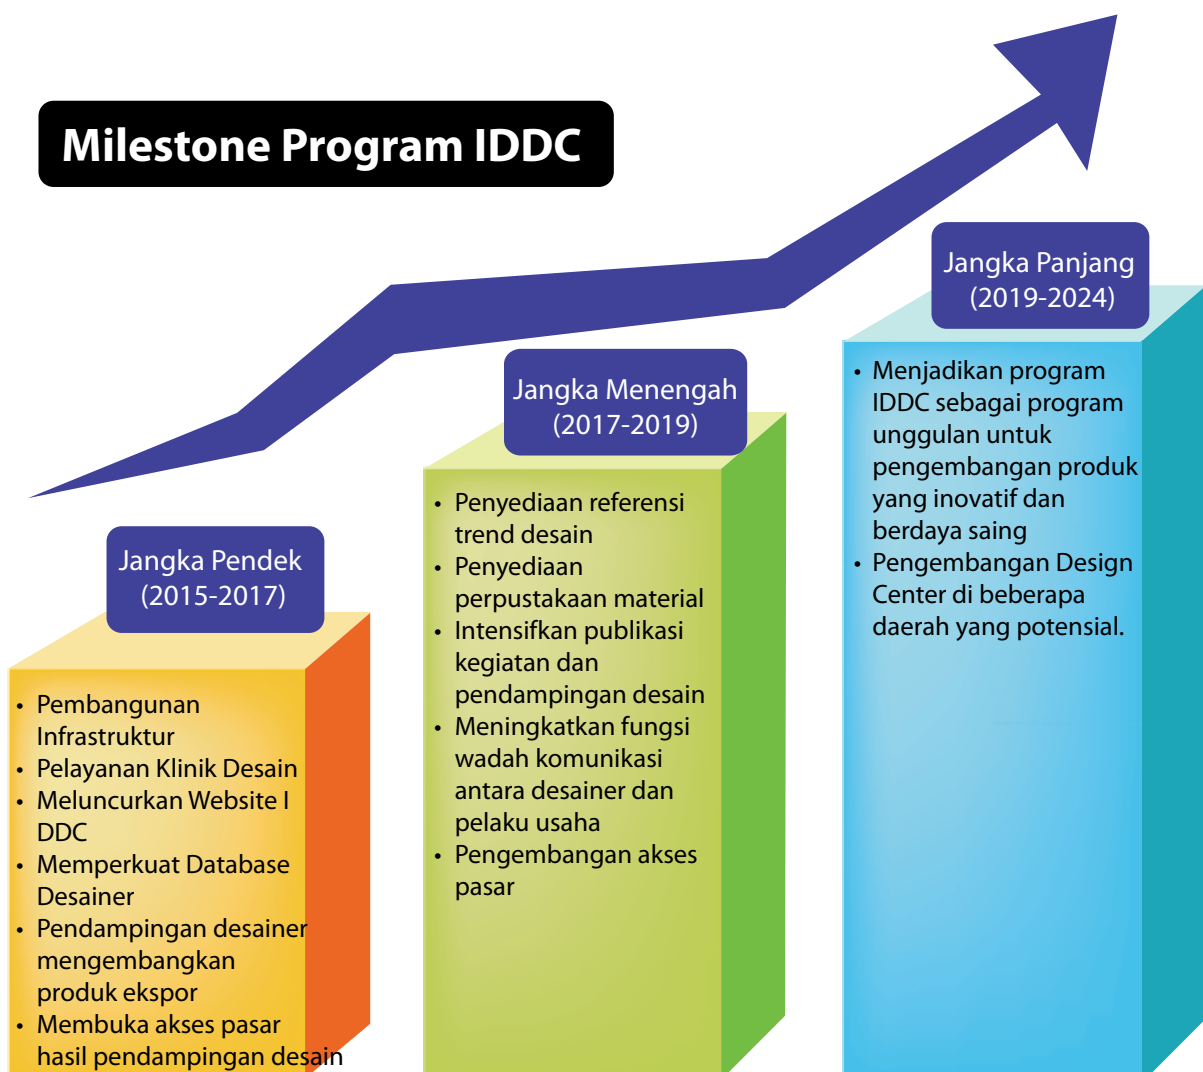 Milestone Program IDDC
Jangka Pendek
(2015-2017)
• Pembangunan
Infrastruktur
• Pelayanan Klinik Desain
• Meluncurkan Website I
DDC
• Memperkuat Database
Desainer
• Pendampingan desainer
mengembangkan
produk ekspor
• Membuka akses pasar
hasil pendampingan desain
Jangka Menengah
(2017-2019)
• Penyediaan referensi
trend desain
• Penyediaan
perpustakaan material
• Intensifkan publikasi
kegiatan dan
pendampingan desain
• Meningkatkan fungsi
wadah komunikasi
antara desainer dan
pelaku usaha
• Pengembangan akses
pasar
Jangka Panjang
(2019-2024)
• Menjadikan program
IDDC sebagai program
unggulan untuk
pengembangan produk
yang inovatif dan
berdaya saing
• Pengembangan Design
Center di beberapa
daerah yang potensial.